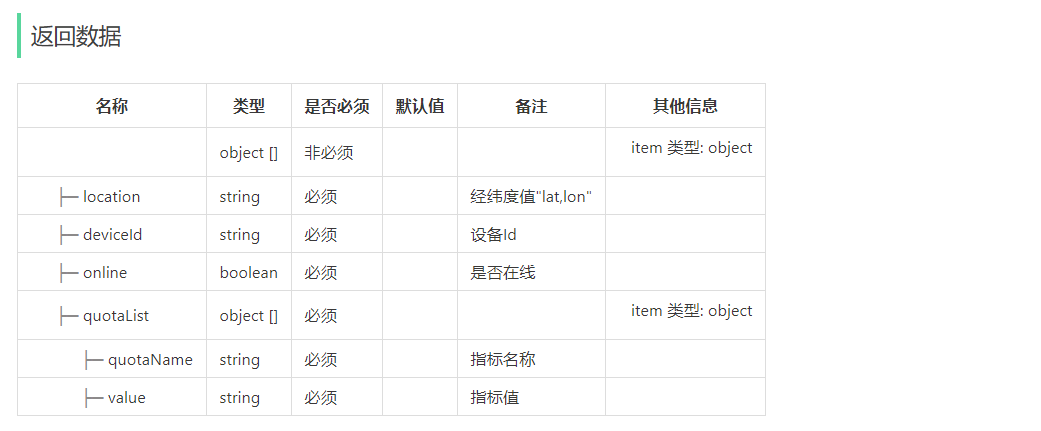 返回数据
名称 类型 是否必须 默认值 备注 其他信息
object [] 非必须 item 类型: object
├─ location string 必须 经纬度值"lat,lon"
├─ deviceId string 必须 设备Id
├─ online boolean 必须 是否在线
├─ quotaList object [] 必须 item 类型: object
├─ quotaName string 必须 指标名称
├─ value string 必须 指标值